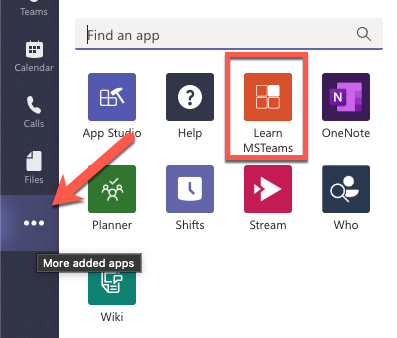 Teams
Find an app
Calendar
App Studio
Help
Learn
MSTeams
N
OneNote
Calls
Files
Planner
Shifts
Stream
Who
More added apps
Wiki